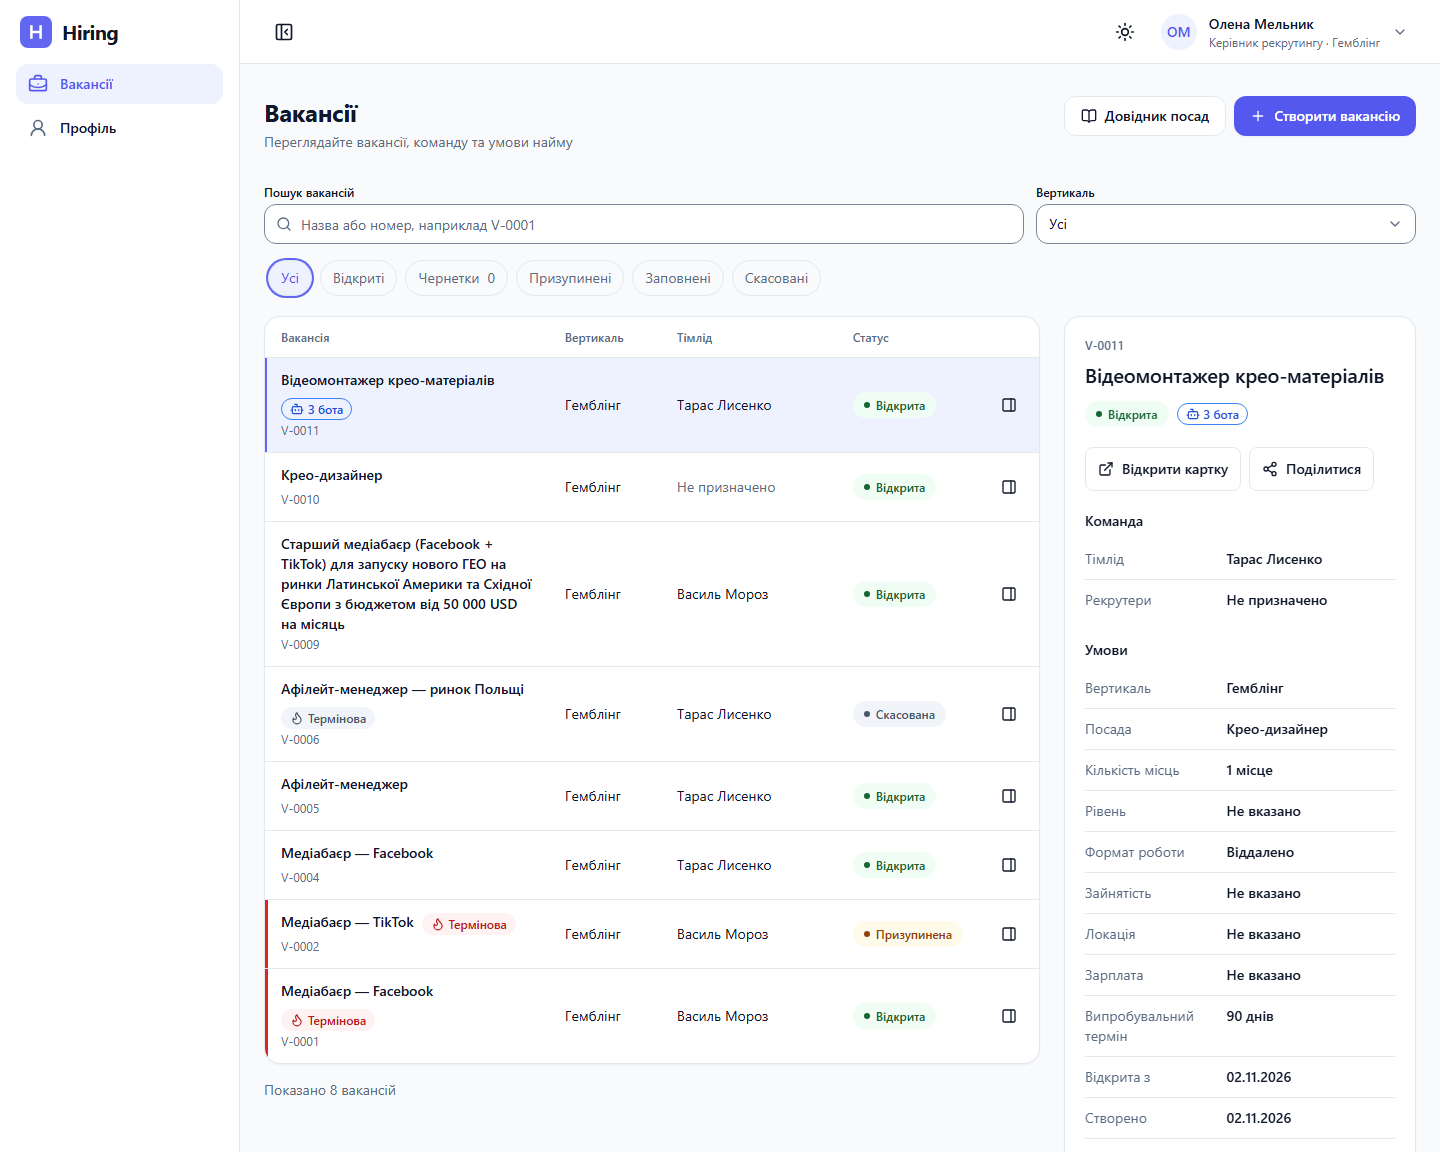 H Hiring
Вакансії
Профіль
ОМ
Олена Мельник
Керівник рекрутингу · Гемблінг
Вакансії
Переглядайте вакансії, команду та умови найму
Довідник посад
Створити вакансію
Пошук вакансій
Назва або номер, наприклад V-0001
Вертикаль
Усі
Усі Відкриті Чернетки 0 Призупинені Заповнені Скасовані
Вакансія Вертикаль Тімлід Статус
Відеомонтажер крео-матеріалів
З бота
V-0011
Гемблінг Тарас Лисенко Відкрита
Крео-дизайнер
V-0010
Гемблінг Не призначено Відкрита
Старший медіабаєр (Facebook +
TikTok) для запуску нового ГЕО на
ринки Латинської Америки та Східної
Європи з бюджетом від 50 000 USD
на місяць
V-0009
Гемблінг Василь Мороз Відкрита
Афілейт-менеджер — ринок Польщі
Термінова
V-0006
Гемблінг Тарас Лисенко Скасована
Афілейт-менеджер
V-0005
Гемблінг Тарас Лисенко Відкрита
Медіабаєр — Facebook
V-0004
Гемблінг Тарас Лисенко Відкрита
Медіабаєр — TikTok Термінова
V-0002
Гемблінг Василь Мороз Призупинена
Медіабаєр — Facebook
Термінова
V-0001
Гемблінг Василь Мороз Відкрита
Показано 8 вакансій
V-0011
Відеомонтажер крео-матеріалів
Відкрита З бота
Відкрити картку Поділитися
Команда
Тімлід Тарас Лисенко
Рекрутери Не призначено
Умови
Вертикаль Гемблінг
Посада Крео-дизайнер
Кількість місць 1 місце
Рівень Не вказано
Формат роботи Віддалено
Зайнятість Не вказано
Локація Не вказано
Зарплата Не вказано
Випробувальний 90 днів
термін
Відкрита з 02.11.2026
Створено 02.11.2026